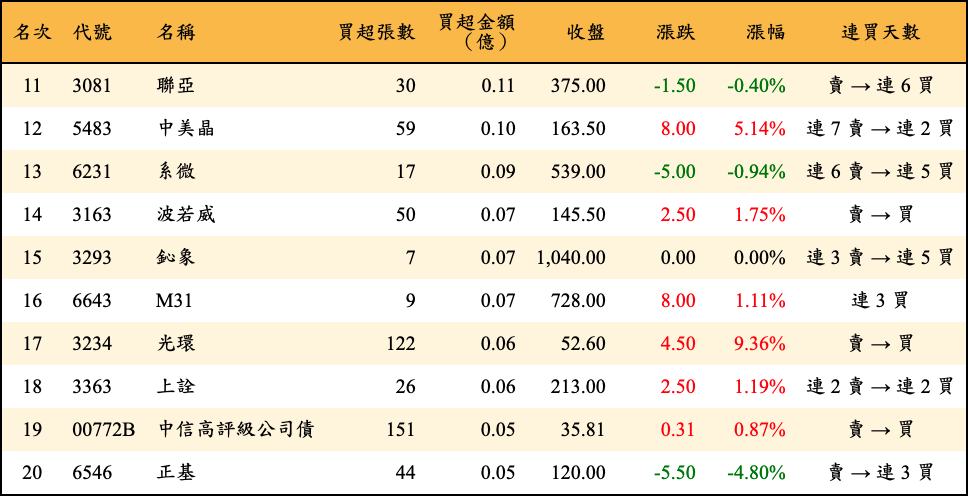 名次 代號 名稱 買超張數 買超金額（億） 收盤 漲跌 漲幅 連買天數
11 3081 聯亞 30 0.11 375.00 -1.50 -0.40% 賣 → 連 6 買
12 5483 中美晶 59 0.10 163.50 8.00 5.14% 連 7 賣 → 連 2 買
13 6231 系微 17 0.09 539.00 -5.00 -0.94% 連 6 賣 → 連 5 買
14 3163 波若威 50 0.07 145.50 2.50 1.75% 賣 → 買
15 3293 鈊象 7 0.07 1,040.00 0.00 0.00% 連 3 賣 → 連 5 買
16 6643 M31 9 0.07 728.00 8.00 1.11% 連 3 買
17 3234 光環 122 0.06 52.60 4.50 9.36% 賣 → 買
18 3363 上詮 26 0.06 213.00 2.50 1.19% 連 2 賣 → 連 2 買
19 00772B 中信高評級公司債 151 0.05 35.81 0.31 0.87% 賣 → 買
20 6546 正基 44 0.05 120.00 -5.50 -4.80% 賣 → 連 3 買